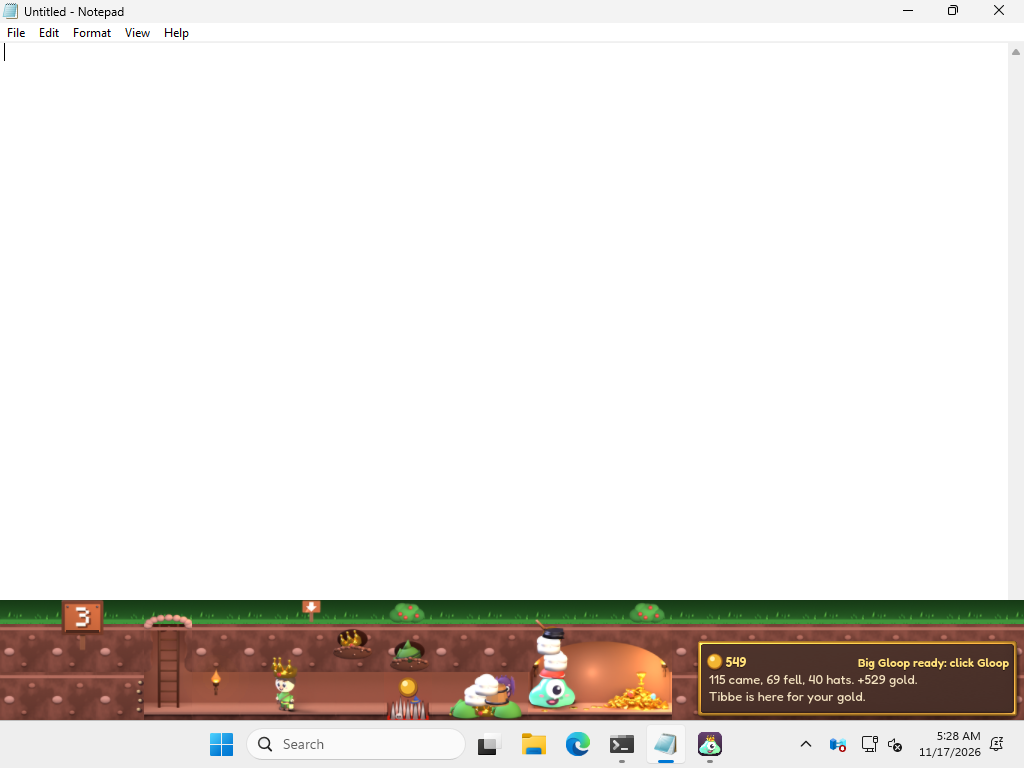 Untitled - Notepad
File Edit Format View Help
3
549 Big Gloop ready: click Gloop
115 came, 69 fell, 40 hats. +529 gold.
Tibbe is here for your gold.
Search
5:28 AM
11/17/2026